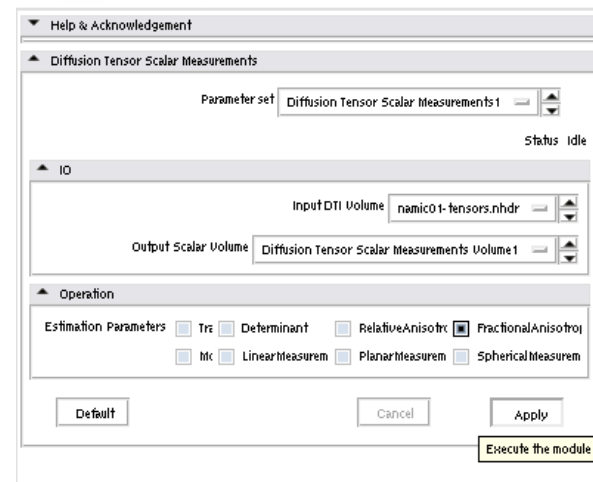 Help & Acknowledgement
Diffusion Tensor Scalar Measurements
Parameter set Diffusion Tensor Scalar Measurements1
Status Idle
IO
Input DTI Volume namic01-tensors.nhdr
Output Scalar Volume Diffusion Tensor Scalar Measurements Volume1
Operation
Estimation Parameters Tra Determinant RelativeAnisotro FractionalAnisotrop
Mo LinearMeasurem PlanarMeasurem SphericalMeasurem
Default Cancel Apply
Execute the module